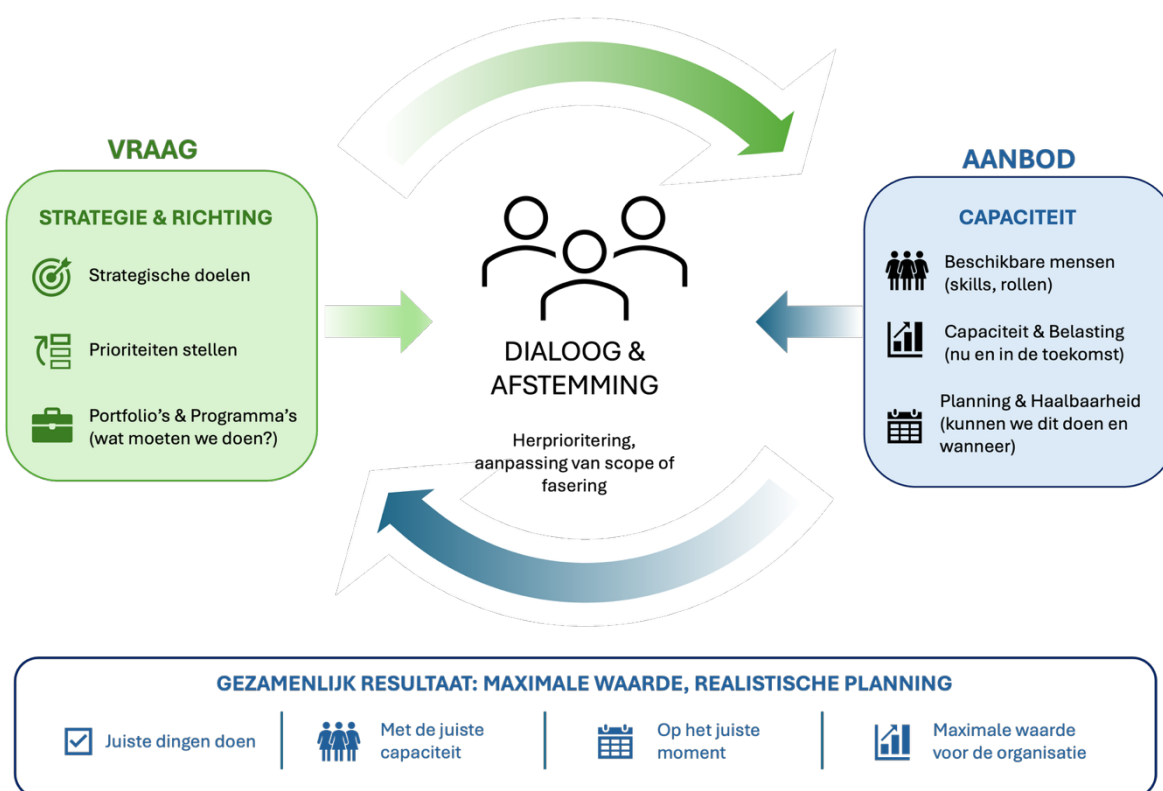 VRAAG
STRATEGIE & RICHTING
Strategische doelen
Prioriteiten stellen
Portfolio’s & Programma’s
(wat moeten we doen?)
DIALOOG &
AFSTEMMING
Herprioritering,
aanpassing van scope of
fasering
AANBOD
CAPACITEIT
Beschikbare mensen
(skills, rollen)
Capaciteit & Belasting
(nu en in de toekomst)
Planning & Haalbaarheid
(kunnen we dit doen en
wanneer)
GEZAMENLIJK RESULTAAT: MAXIMALE WAARDE, REALISTISCHE PLANNING
Juiste dingen doen
Met de juiste
capaciteit
Op het juiste
moment
Maximale waarde
voor de organisatie